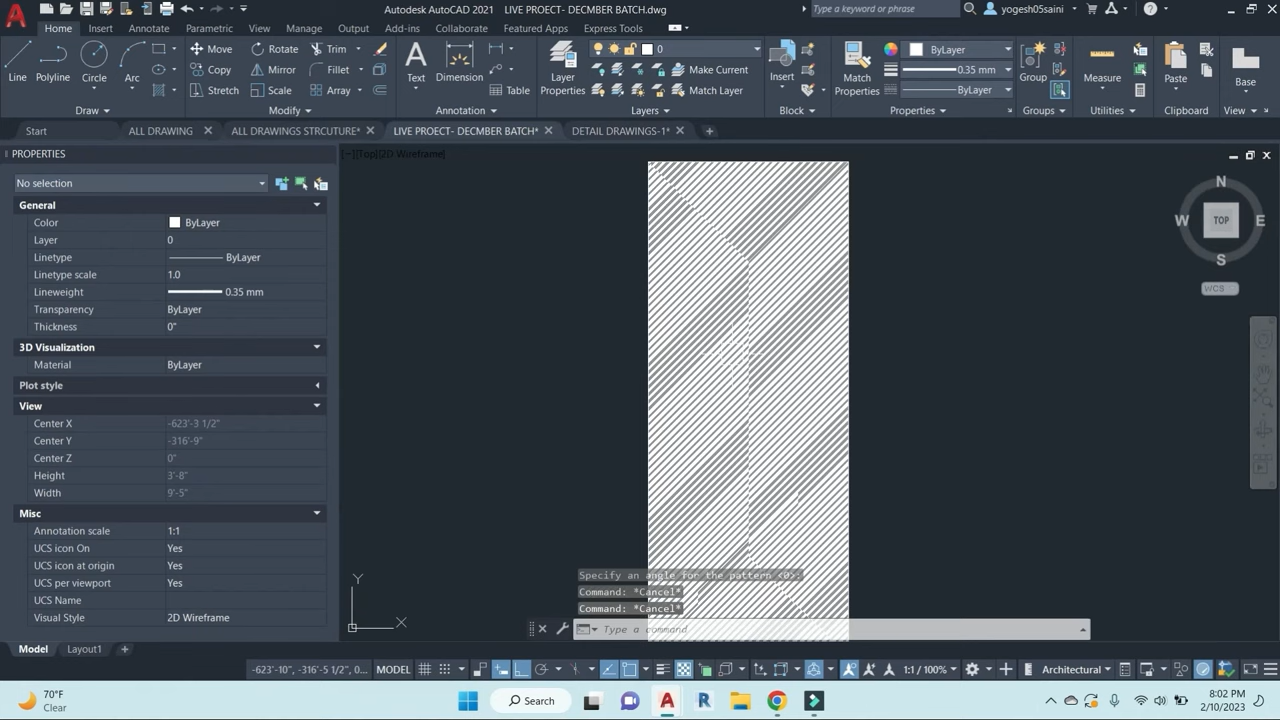 Autodesk AutoCAD 2021 LIVE PROECT- DECMBER BATCH.dwg
Type a keyword or phrase
yogesh05saini
Home Insert Annotate Parametric View Manage Output Add-ins Collaborate Featured Apps Express Tools
Line Polyline Circle Arc
Move Rotate Trim
Copy Mirror Fillet
Stretch Scale Array
Text Dimension Table
Layer Properties
0
Make Current
Match Layer
Insert
Match Properties
ByLayer
0.35 mm
ByLayer
Group Measure Paste Base
Draw Modify Annotation Layers Block Properties Groups Utilities Clipboard View
Start ALL DRAWING ALL DRAWINGS STRCUTURE* LIVE PROECT- DECMBER BATCH* DETAIL DRAWINGS-1*
PROPERTIES
[−][Top][2D Wireframe]
No selection
General
Color ByLayer
Layer 0
Linetype ByLayer
Linetype scale 1.0
Lineweight 0.35 mm
Transparency ByLayer
Thickness 0"
3D Visualization
Material ByLayer
Plot style
View
Center X -623'-3 1/2"
Center Y -316'-9"
Center Z 0"
Height 3'-8"
Width 9'-5"
Misc
Annotation scale 1:1
UCS icon On Yes
UCS icon at origin Yes
UCS per viewport Yes
UCS Name
Visual Style 2D Wireframe
N
W TOP E
S
WCS
Y
X
Specify an angle for the pattern <0>:
Command: *Cancel*
Command: *Cancel*
Type a command
Model Layout1
-623'-10", -316'-5 1/2", 0 MODEL 1:1 / 100% Architectural
70°F
Clear
Search
8:02 PM
2/10/2023